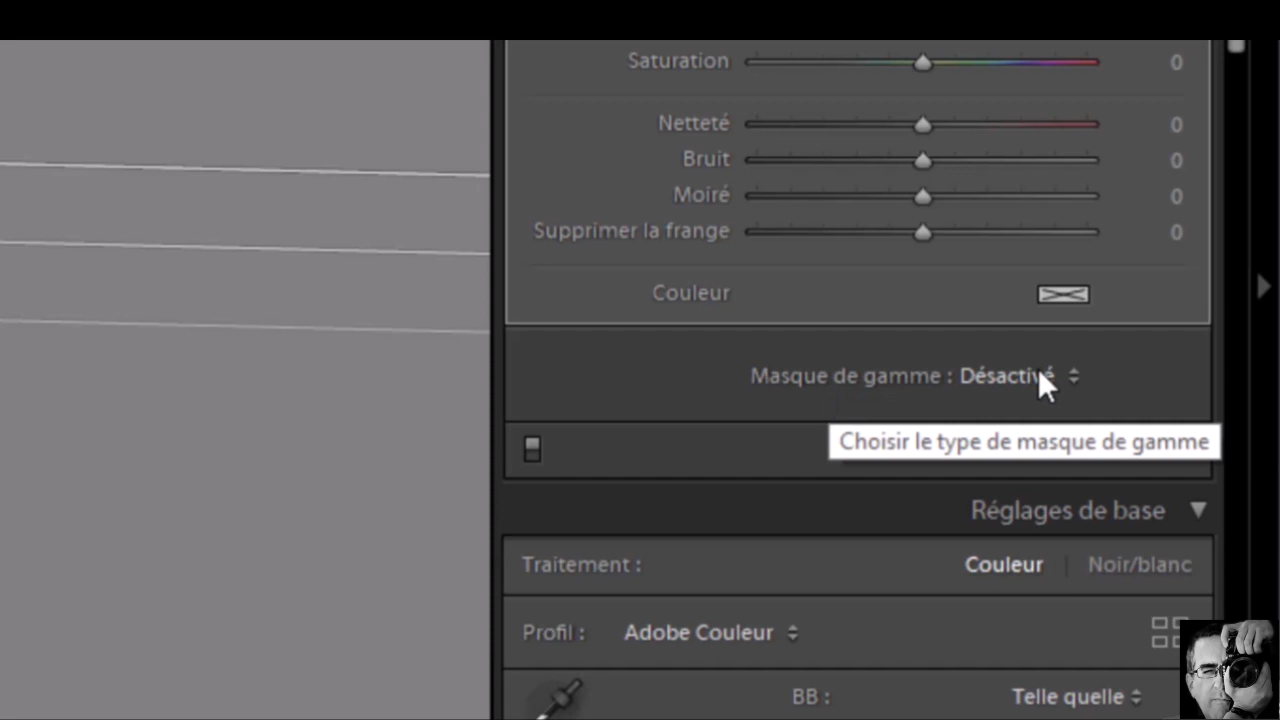 Saturation 0
Netteté 0
Bruit 0
Moiré 0
Supprimer la frange 0
Couleur
Masque de gamme : Désactivé
Choisir le type de masque de gamme
Réglages de base
Traitement : Couleur | Noir/blanc
Profil : Adobe Couleur
BB : Telle quelle